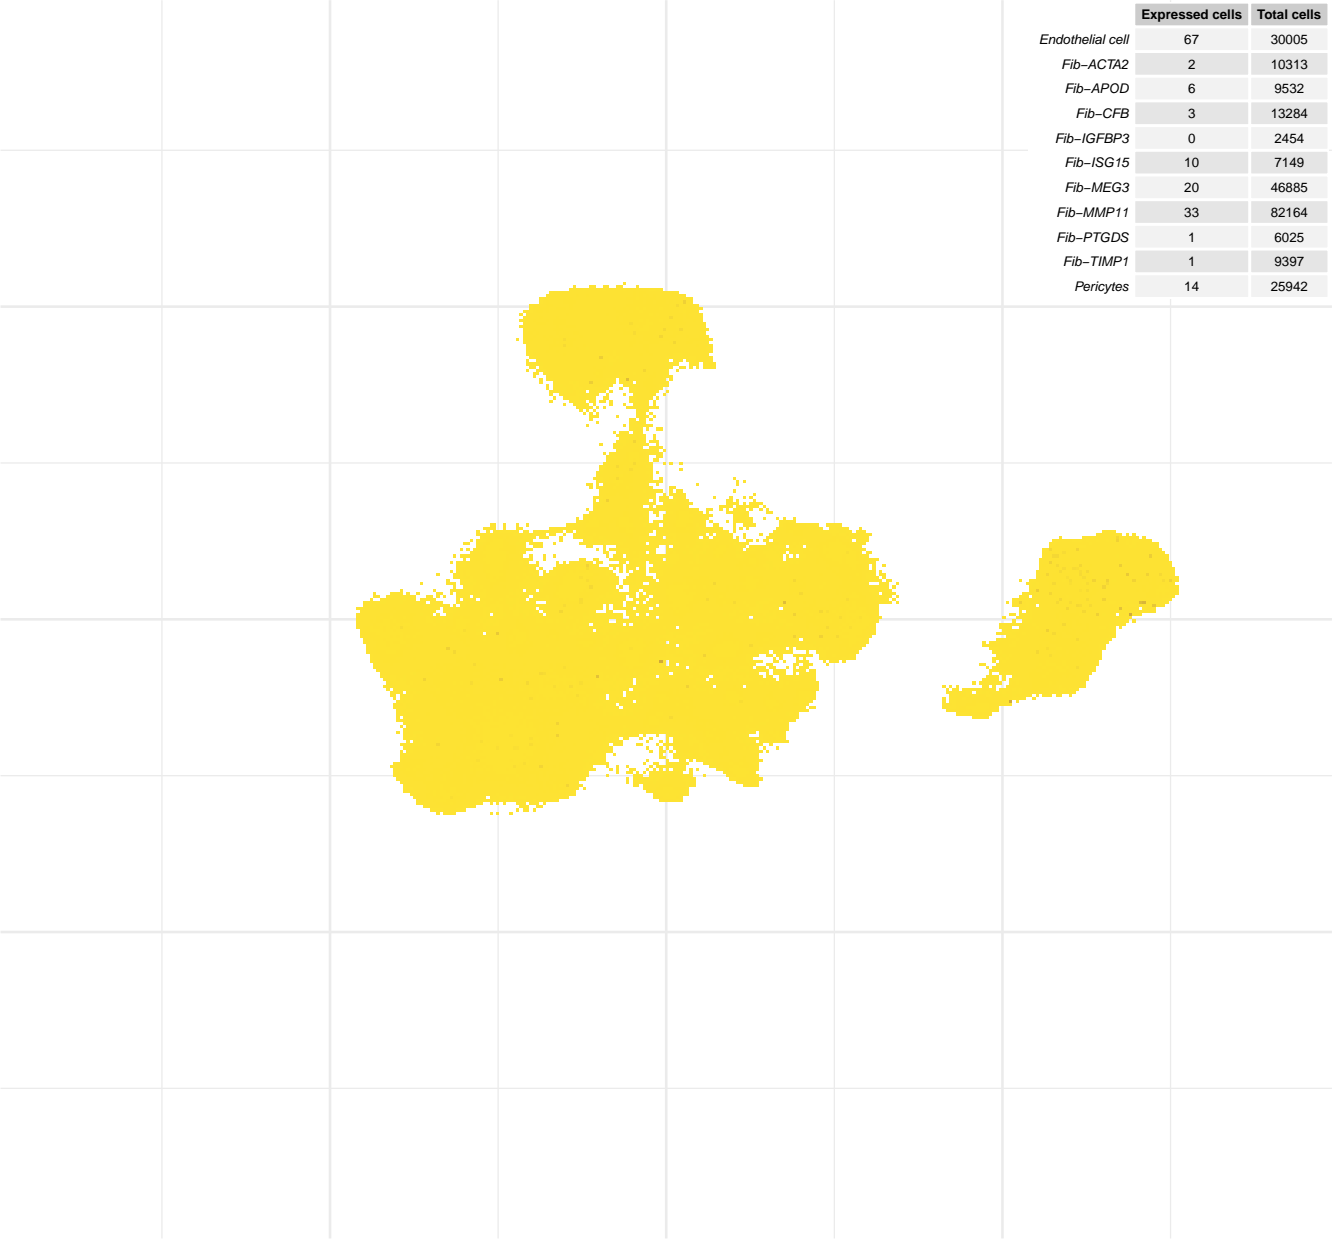 Expressed cells Total cells
Endothelial cell 67 30005
Fib−ACTA2 2 10313
Fib−APOD 6 9532
Fib−CFB 3 13284
Fib−IGFBP3 0 2454
Fib−ISG15 10 7149
Fib−MEG3 20 46885
Fib−MMP11 33 82164
Fib−PTGDS 1 6025
Fib−TIMP1 1 9397
Pericytes 14 25942